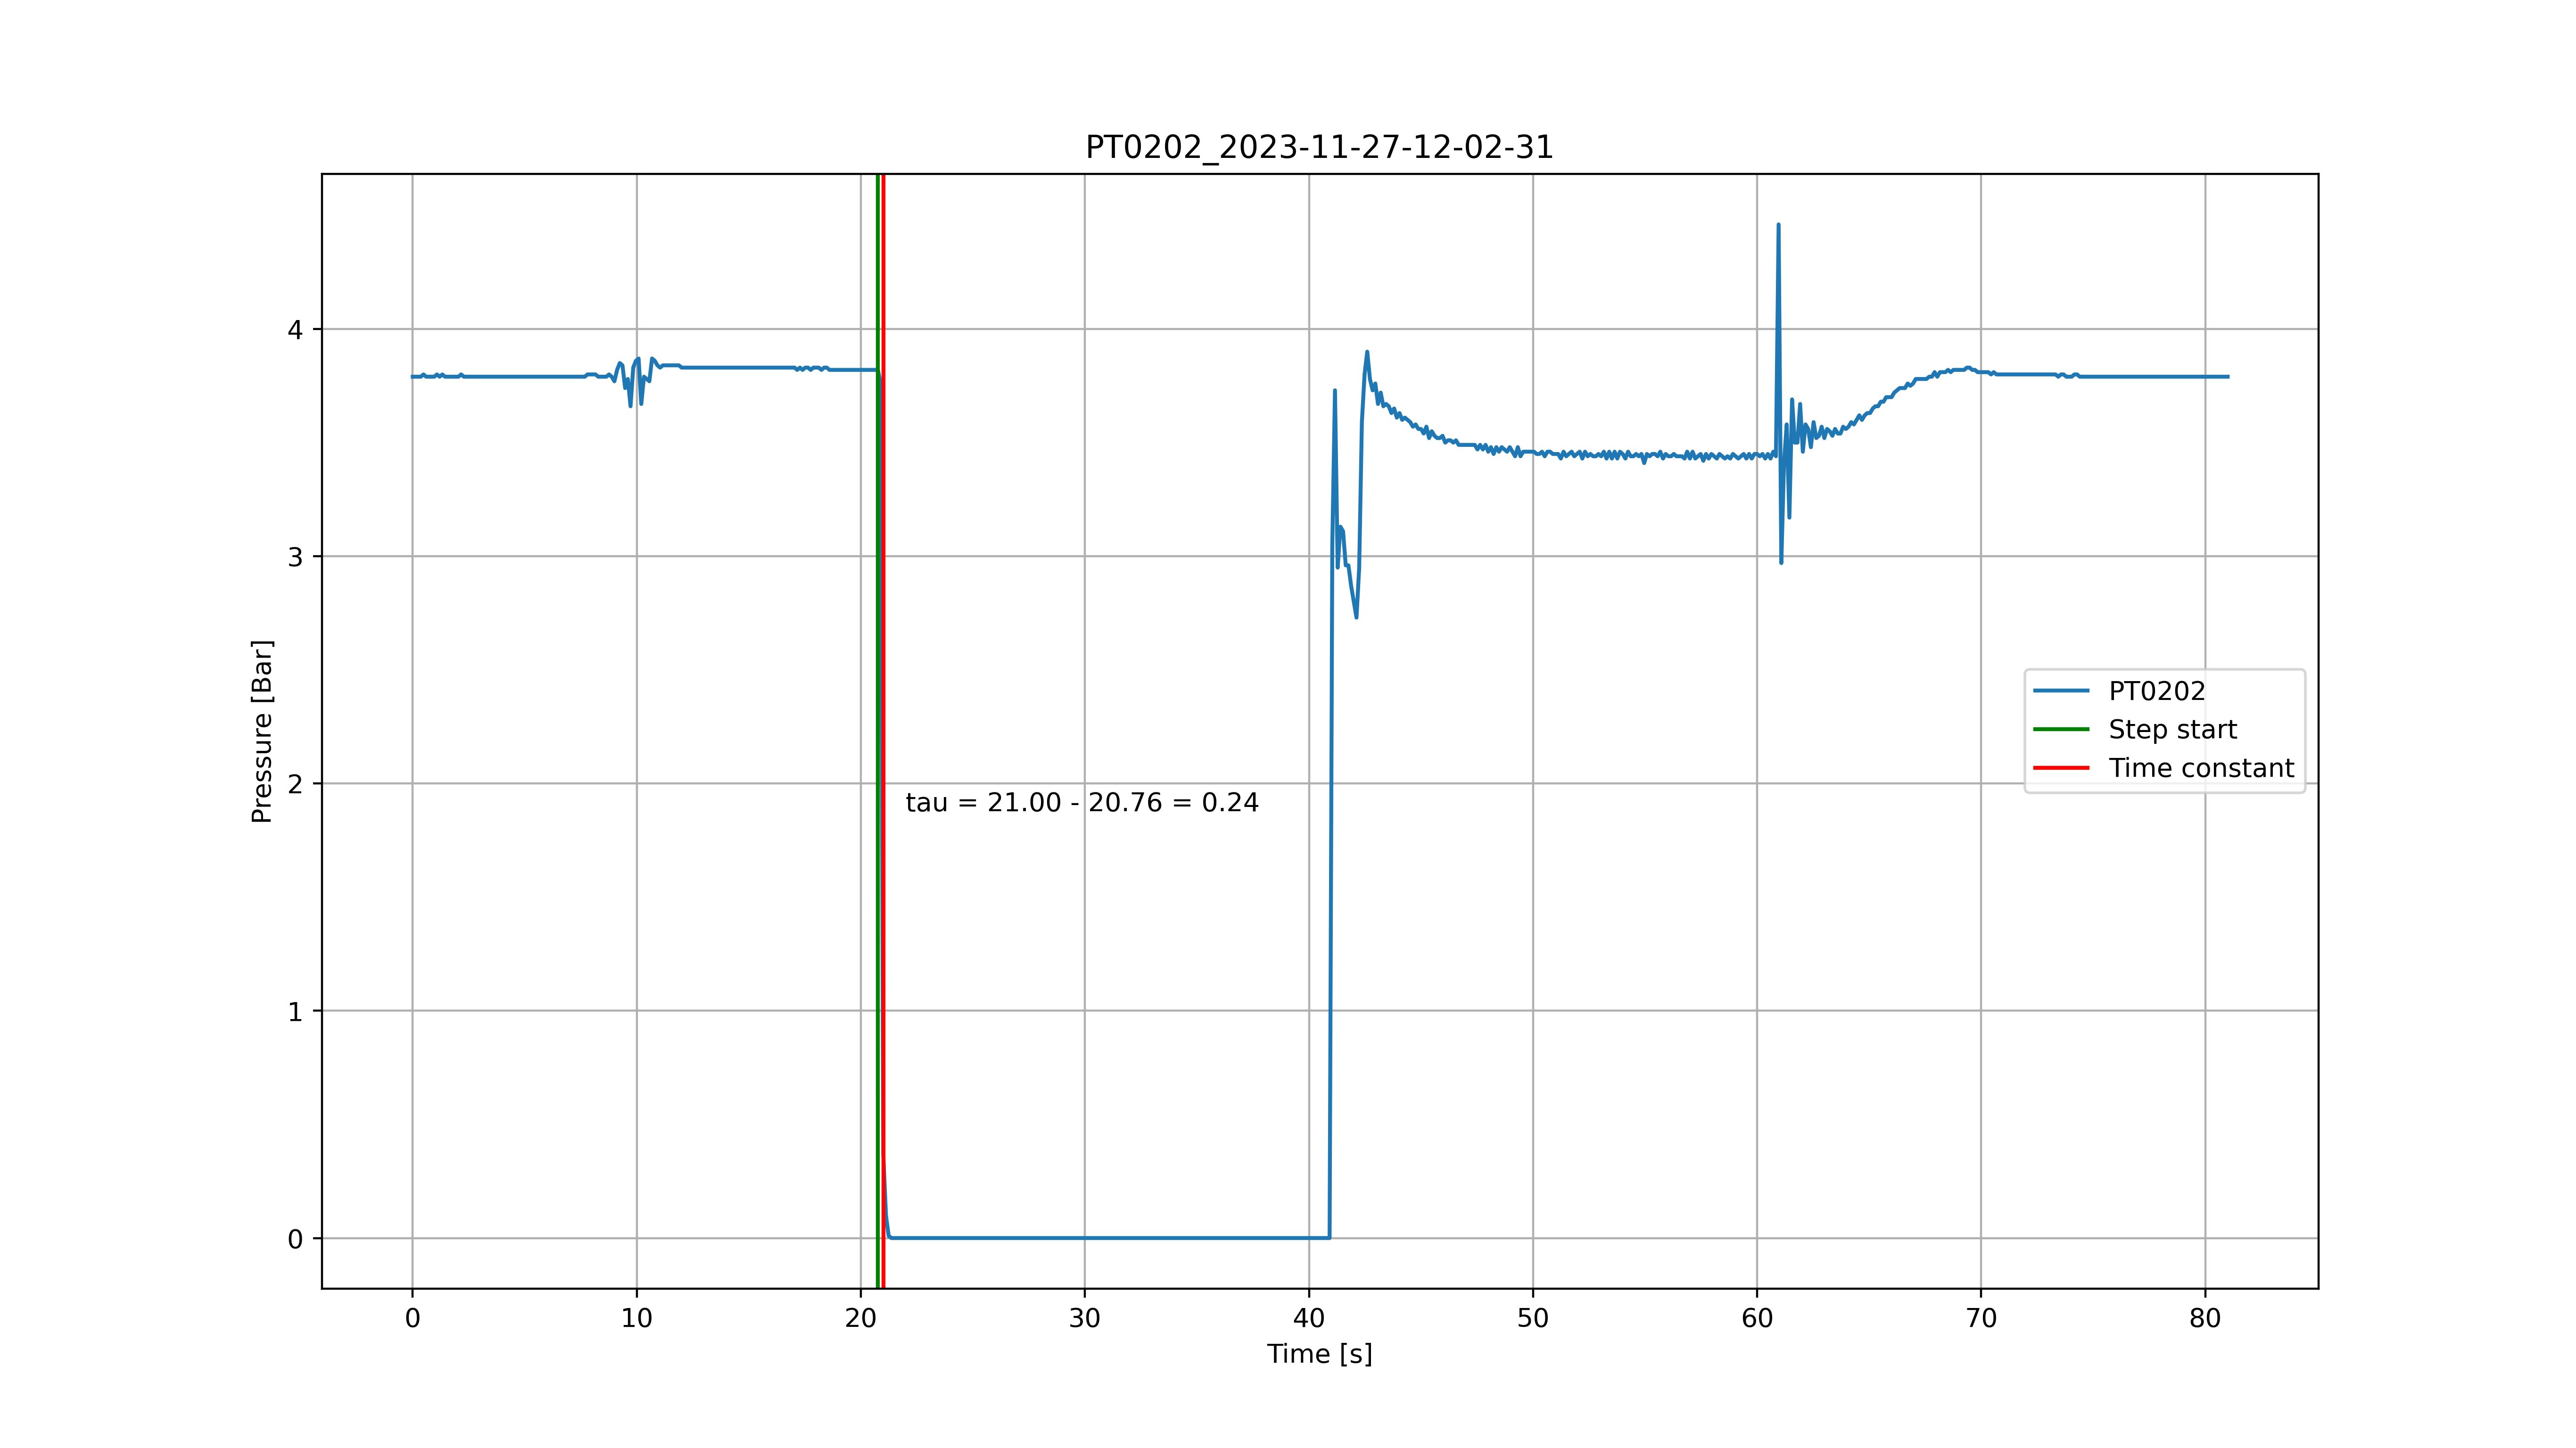 PT0202_2023-11-27-12-02-31
4
3
2
1
0
Pressure [Bar]
tau = 21.00 - 20.76 = 0.24
PT0202
Step start
Time constant
0 10 20 30 40 50 60 70 80
Time [s]